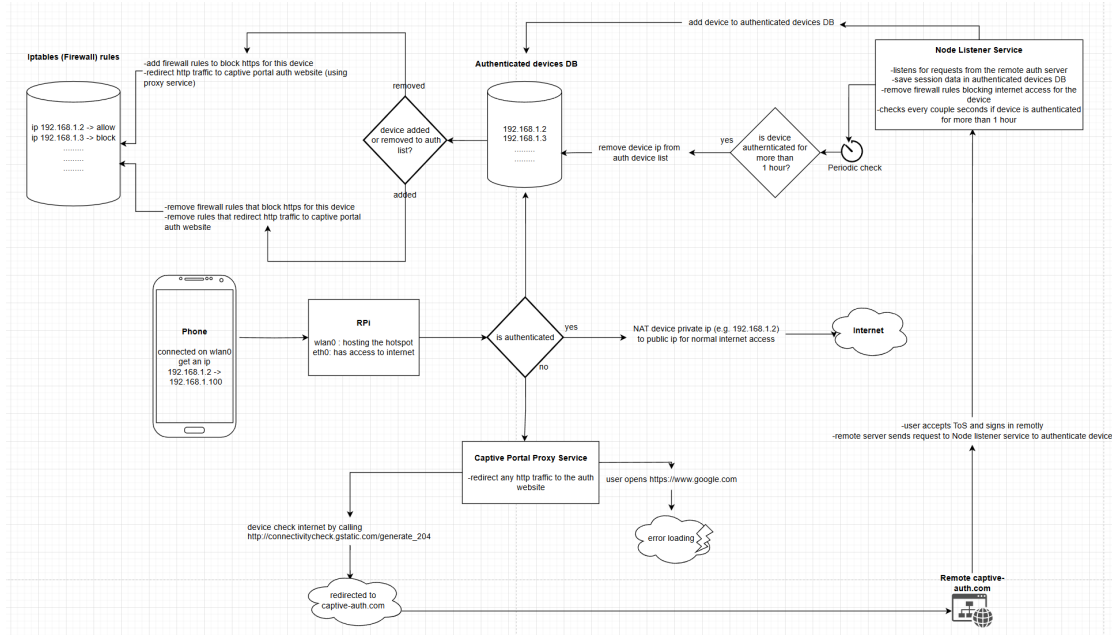 add device to authenticated devices DB
Node Listener Service
-listens for requests from the remote auth server
-save session data in authenticated devices DB
-remove firewall rules blocking internet access for the
device
-checks every couple seconds if device is authenticated
for more than 1 hour
Iptables (Firewall) rules
-add firewall rules to block https for this device
-redirect http traffic to captive portal auth website (using
proxy service)
Authenticated devices DB
removed
ip 192.168.1.2 -> allow
ip 192.168.1.3 -> block
.........
.........
.........
device added
or removed to auth
list?
192.168.1.2
192.168.1.3
.........
.........
remove device ip from
auth device list
yes
is device
authernticated for
more than
1 hour?
Periodic check
added
-remove firewall rules that block https for this device
-remove rules that redirect http traffic to captive portal
auth website
Phone
connected on wlan0
get an ip
192.168.1.2 ->
192.168.1.100
RPi
wlan0 : hosting the hotspot
eth0: has access to internet
is authenticated
yes
no
NAT device private ip (e.g. 192.168.1.2)
to public ip for normal internet access
Internet
-user accepts ToS and signs in remotly
-remote server sends request to Node listener service to authenticate device
Captive Portal Proxy Service
-redirect any http traffic to the auth
website
user opens https://www.google.com
error loading
device check internet by calling
http://connectivitycheck.gstatic.com/generate_204
redirected to
captive-auth.com
Remote captive-
auth.com